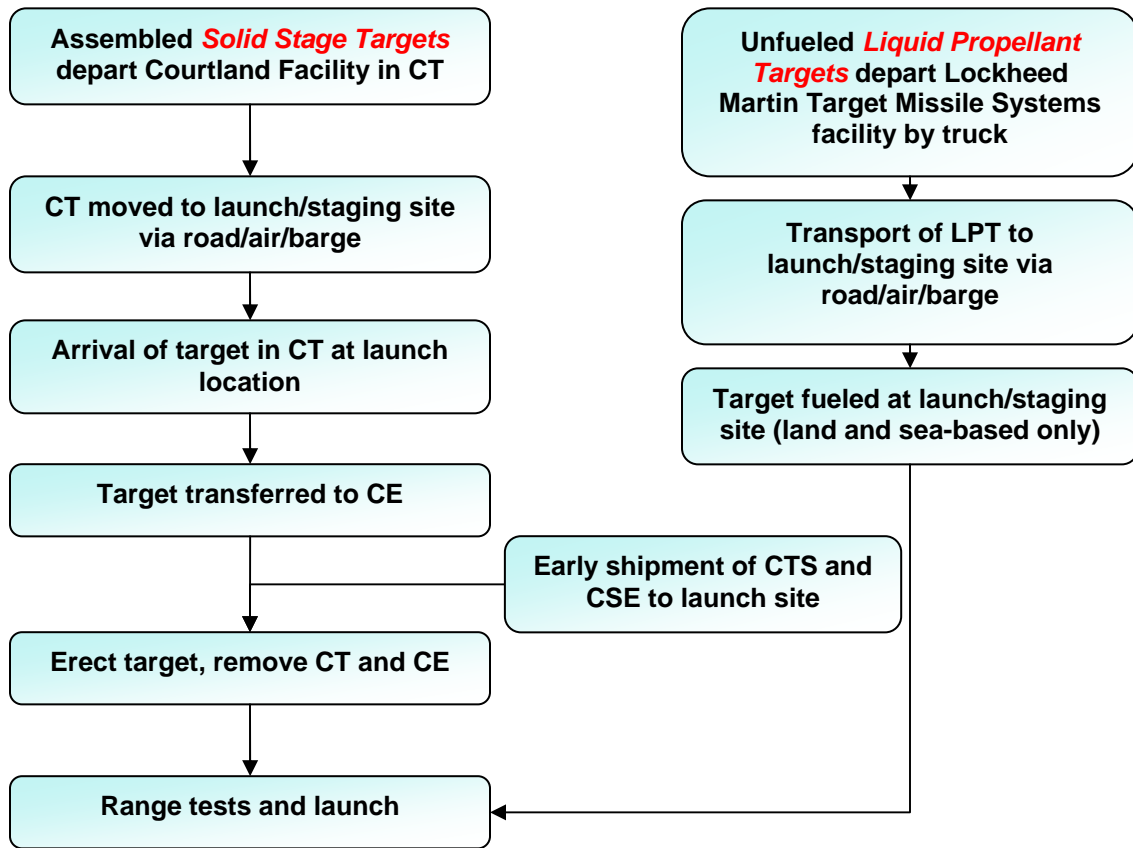 Assembled Solid Stage Targets
depart Courtland Facility in CT
CT moved to launch/staging site
via road/air/barge
Arrival of target in CT at launch
location
Target transferred to CE
Early shipment of CTS and
CSE to launch site
Erect target, remove CT and CE
Range tests and launch
Unfueled Liquid Propellant
Targets depart Lockheed
Martin Target Missile Systems
facility by truck
Transport of LPT to
launch/staging site via
road/air/barge
Target fueled at launch/staging
site (land and sea-based only)